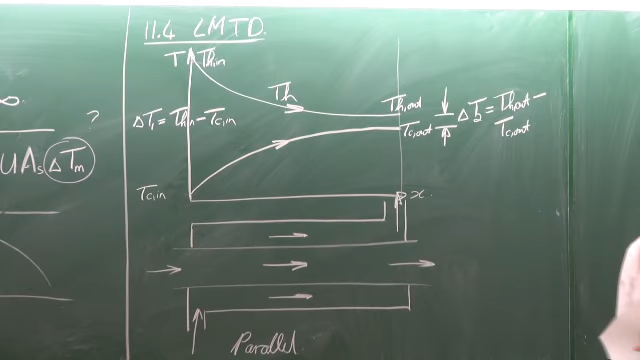 11.4 LMTD.
T Th,in
Th
Th,out
ΔT₁ = Th,in - Tc,in
ΔT₂ = Th,out -
Tc,out
Tc,out
Tc,in
x
?
UAs ΔTm
Parallel